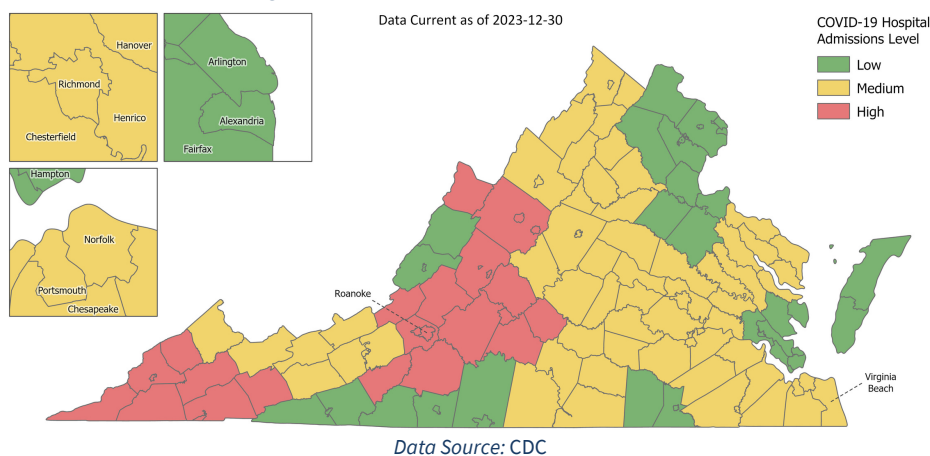 Data Current as of 2023-12-30
COVID-19 Hospital
Admissions Level
Low
Medium
High
Hanover
Richmond
Henrico
Chesterfield
Arlington
Alexandria
Fairfax
Hampton
Norfolk
Portsmouth
Chesapeake
Roanoke
Virginia
Beach
Data Source: CDC